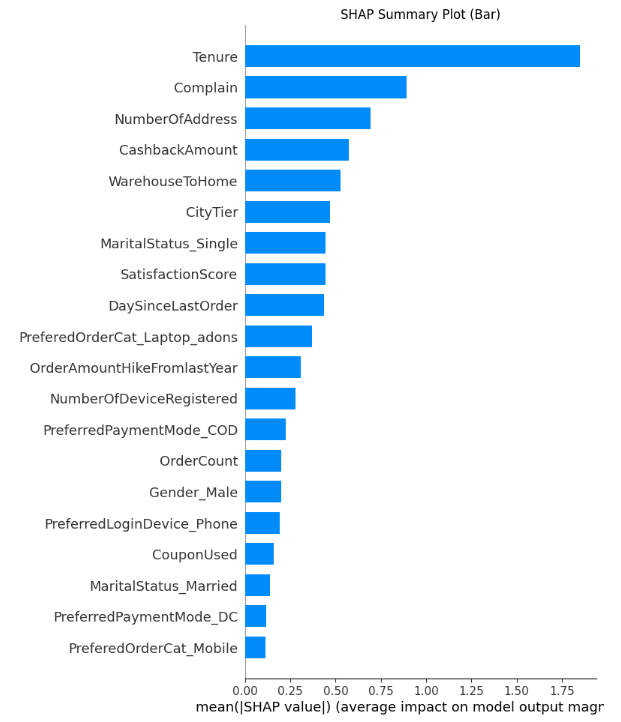 SHAP Summary Plot (Bar)
Tenure
Complain
NumberOfAddress
CashbackAmount
WarehouseToHome
CityTier
MaritalStatus_Single
SatisfactionScore
DaySinceLastOrder
PreferedOrderCat_Laptop_adons
OrderAmountHikeFromlastYear
NumberOfDeviceRegistered
PreferredPaymentMode_COD
OrderCount
Gender_Male
PreferredLoginDevice_Phone
CouponUsed
MaritalStatus_Married
PreferredPaymentMode_DC
PreferedOrderCat_Mobile
0.00 0.25 0.50 0.75 1.00 1.25 1.50 1.75
mean(|SHAP value|) (average impact on model output magr